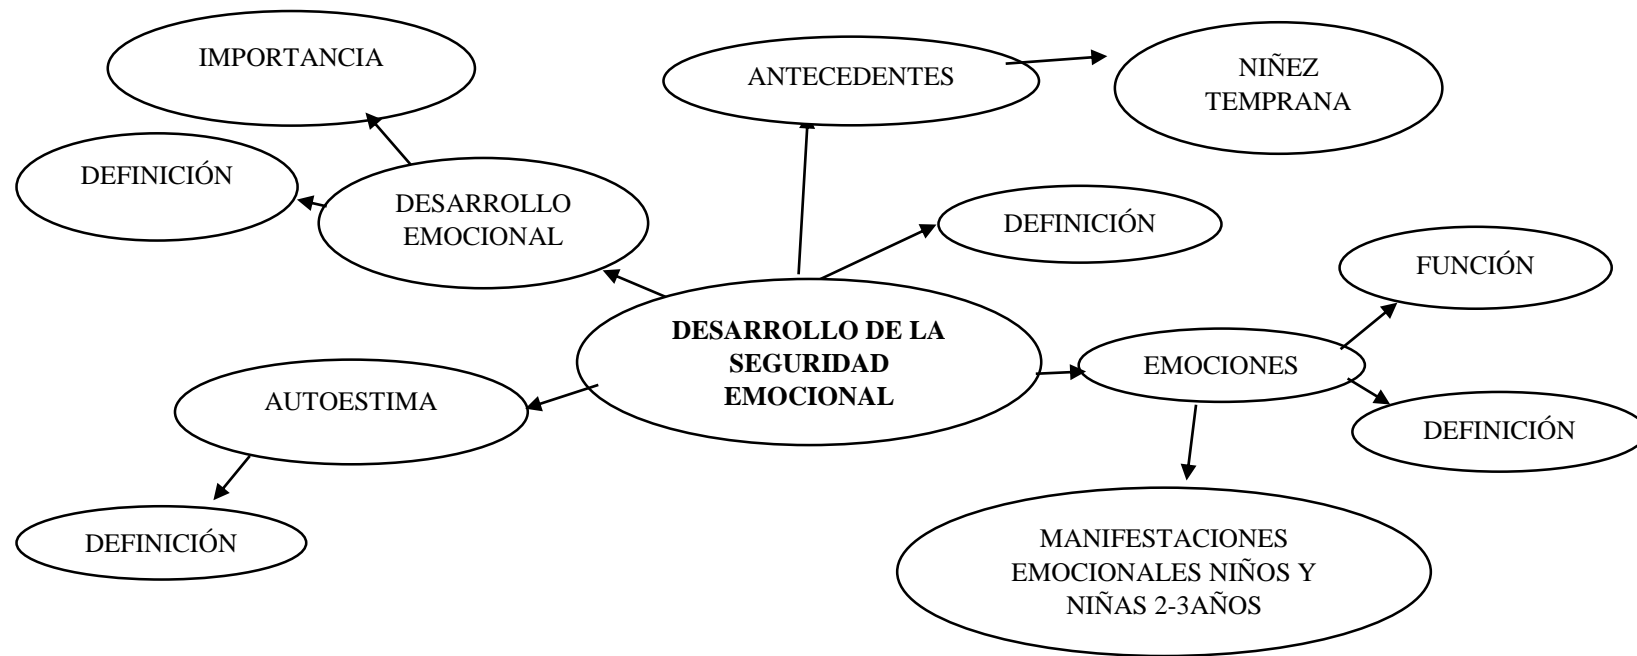 IMPORTANCIA
ANTECEDENTES
NIÑEZ
TEMPRANA
DEFINICIÓN
DESARROLLO
EMOCIONAL
DEFINICIÓN
FUNCIÓN
DESARROLLO DE LA
SEGURIDAD
EMOCIONAL
EMOCIONES
AUTOESTIMA
DEFINICIÓN
DEFINICIÓN
MANIFESTACIONES
EMOCIONALES NIÑOS Y
NIÑAS 2-3AÑOS